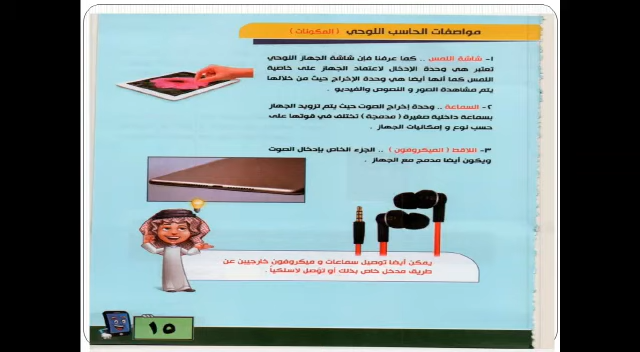 مواصفات الحاسب اللوحي ( المكونات )
١- شاشة اللمس .. كما عرفنا فإن شاشة الجهاز اللوحي
تعتبر هي وحدة الإدخال لاعتماد الجهاز على خاصية
اللمس كما أنها أيضا هي وحدة الإخراج حيث من خلالها
يتم مشاهدة الصور و النصوص والفيديو .
٢- السماعة .. وحدة إخراج الصوت حيث يتم تزويد الجهاز
بسماعة داخلية صغيرة ( مدمجة ) تختلف في قوتها على
حسب نوع و إمكانيات الجهاز .
٣- اللاقط ( الميكروفون ) .. الجزء الخاص بإدخال الصوت
ويكون أيضا مدمج مع الجهاز .
يمكن أيضا توصيل سماعات و ميكروفون خارجيين عن
طريق مدخل خاص بذلك أو توصل لاسلكياً .
١٥